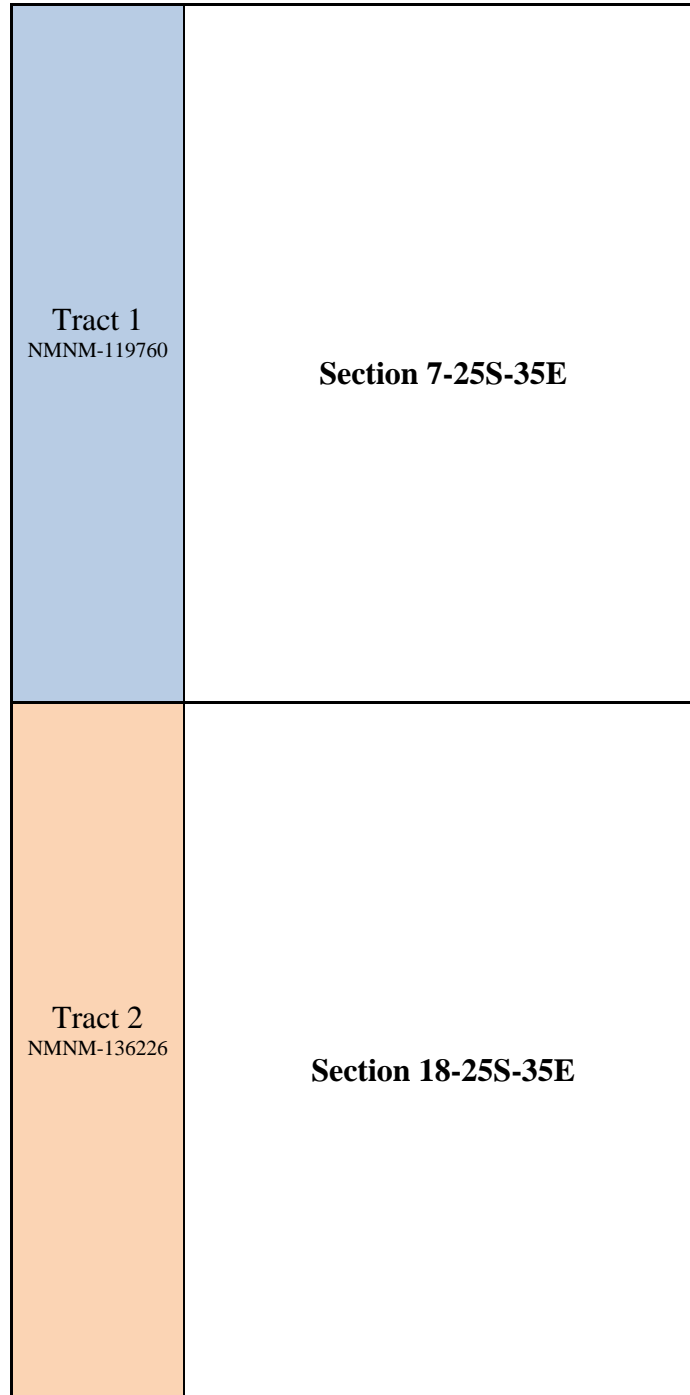 Tract 1
NMNM-119760
Section 7-25S-35E
Tract 2
NMNM-136226
Section 18-25S-35E